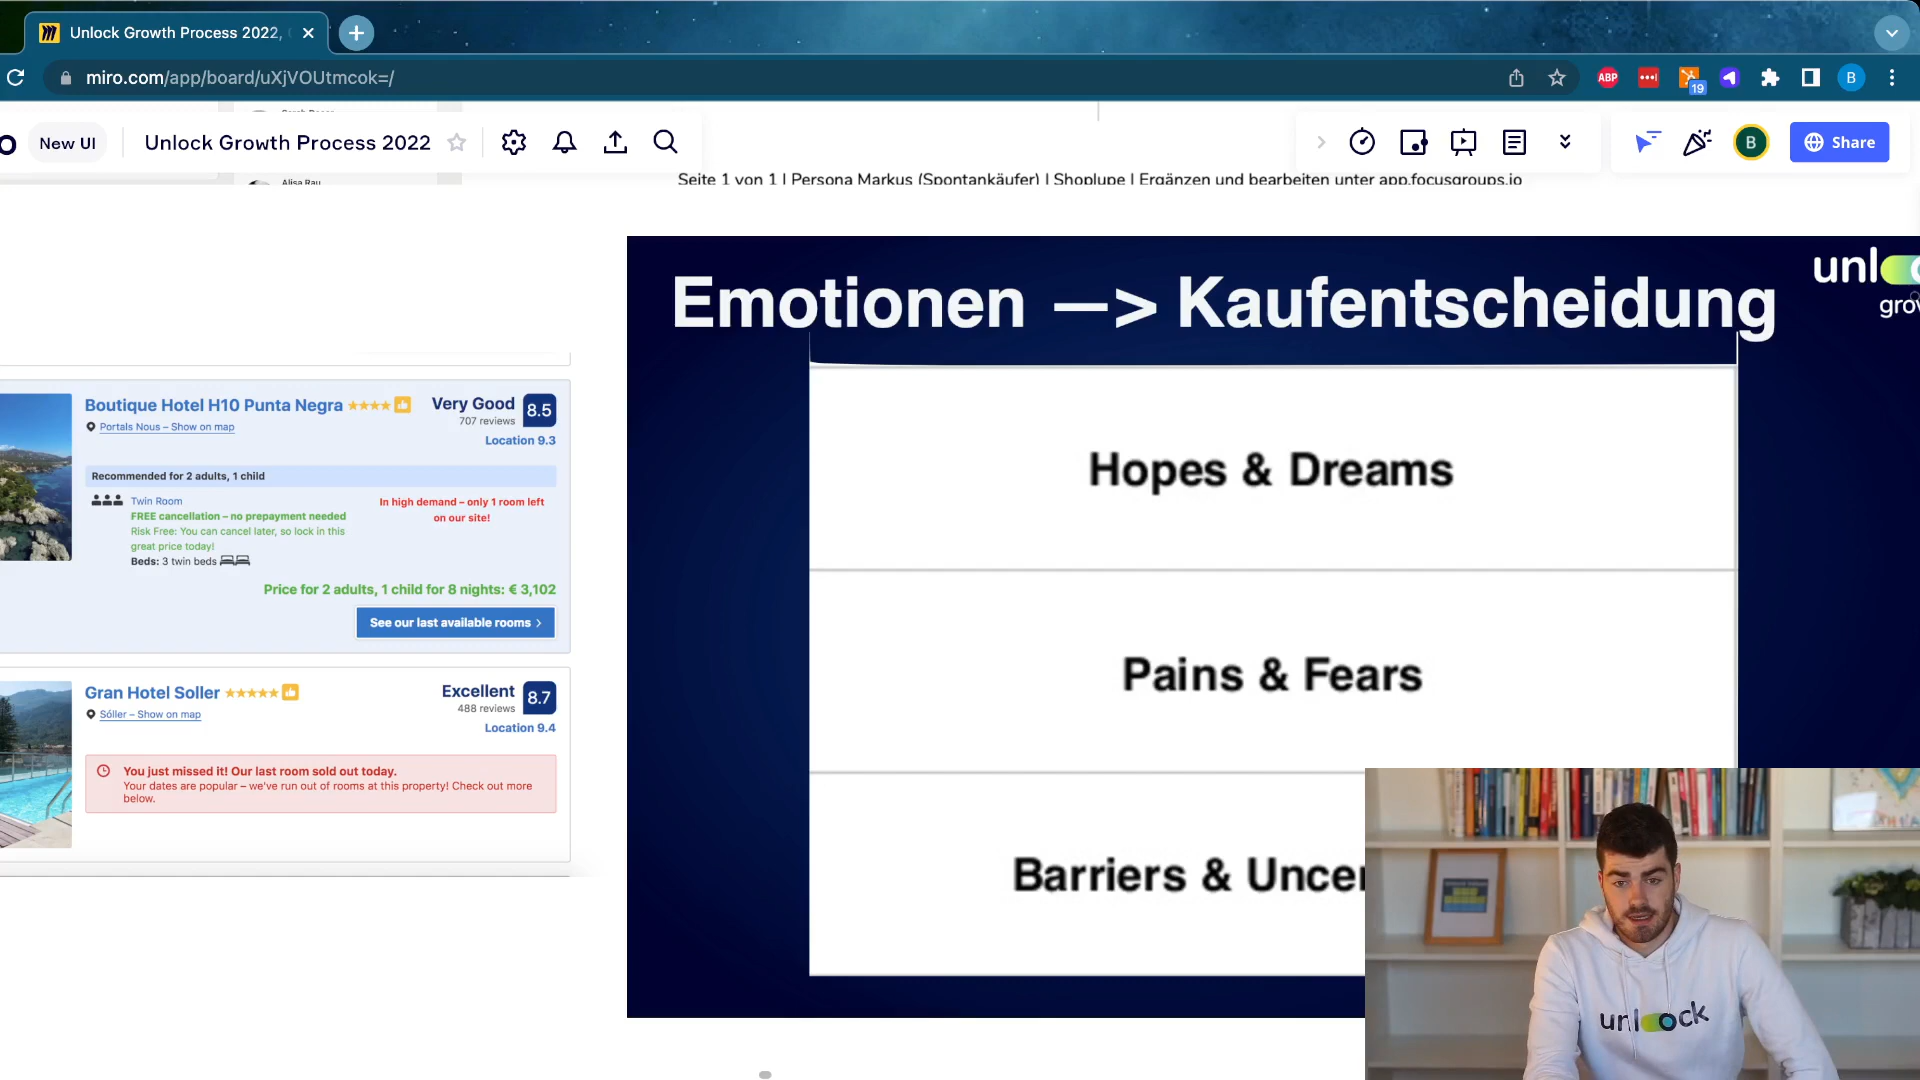 Unlock Growth Process 2022,
miro.com/app/board/uXjVOUtmcok=/
ABP
19
B
New UI
Unlock Growth Process 2022
B
Share
Alisa Rau
Seite 1 von 1 | Persona Markus (Spontankäufer) | Shoplupe | Ergänzen und bearbeiten unter app.focusgroups.io
Emotionen —> Kaufentscheidung
Hopes & Dreams
Pains & Fears
Barriers &
Boutique Hotel H10 Punta Negra
Very Good
8.5
707 reviews
Portals Nous – Show on map
Location 9.3
Recommended for 2 adults, 1 child
Twin Room
In high demand – only 1 room left
on our site!
FREE cancellation – no prepayment needed
Risk Free: You can cancel later, so lock in this
great price today!
Beds: 3 twin beds
Price for 2 adults, 1 child for 8 nights: € 3,102
See our last available rooms
Gran Hotel Soller
Excellent
8.7
488 reviews
Sóller – Show on map
Location 9.4
You just missed it! Our last room sold out today.
Your dates are popular – we've run out of rooms at this property! Check out more
below.
unlock